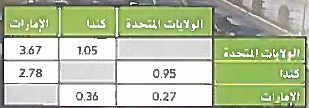 الولايات المتحدة كندا الإمارات
الولايات المتحدة 1.05 3.67
كندا 0.95 2.78
الإمارات 0.27 0.36